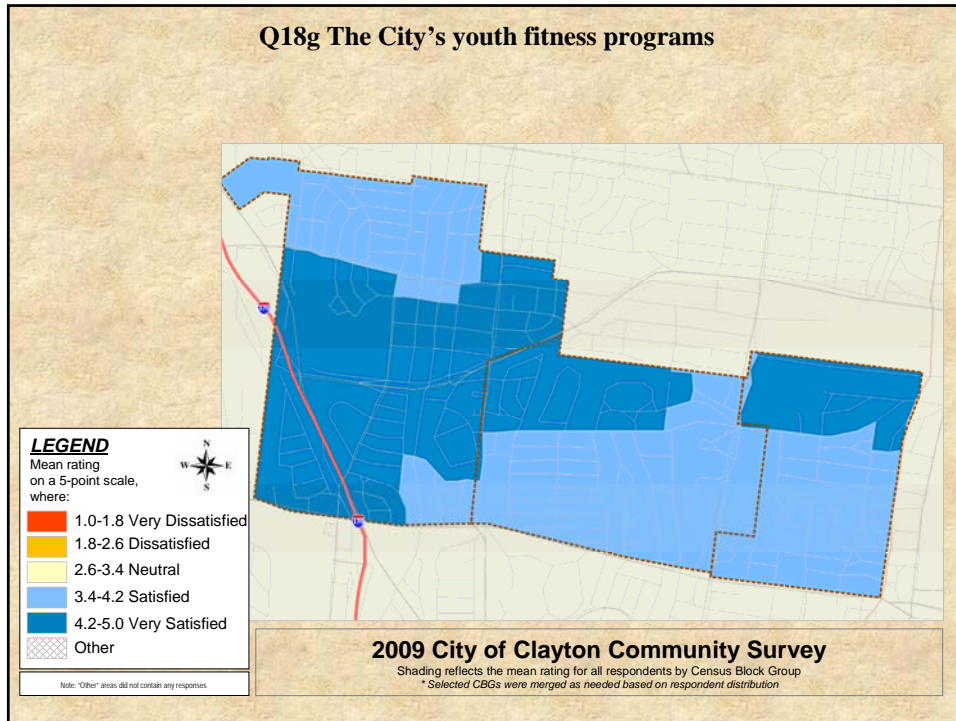 Q18g The City's youth fitness programs
LEGEND
Mean rating
on a 5-point scale,
where:
N
W E
S
1.0-1.8 Very Dissatisfied
1.8-2.6 Dissatisfied
2.6-3.4 Neutral
3.4-4.2 Satisfied
4.2-5.0 Very Satisfied
Other
Note: "Other" areas did not contain any responses
2009 City of Clayton Community Survey
Shading reflects the mean rating for all respondents by Census Block Group
* Selected CBGs were merged as needed based on respondent distribution